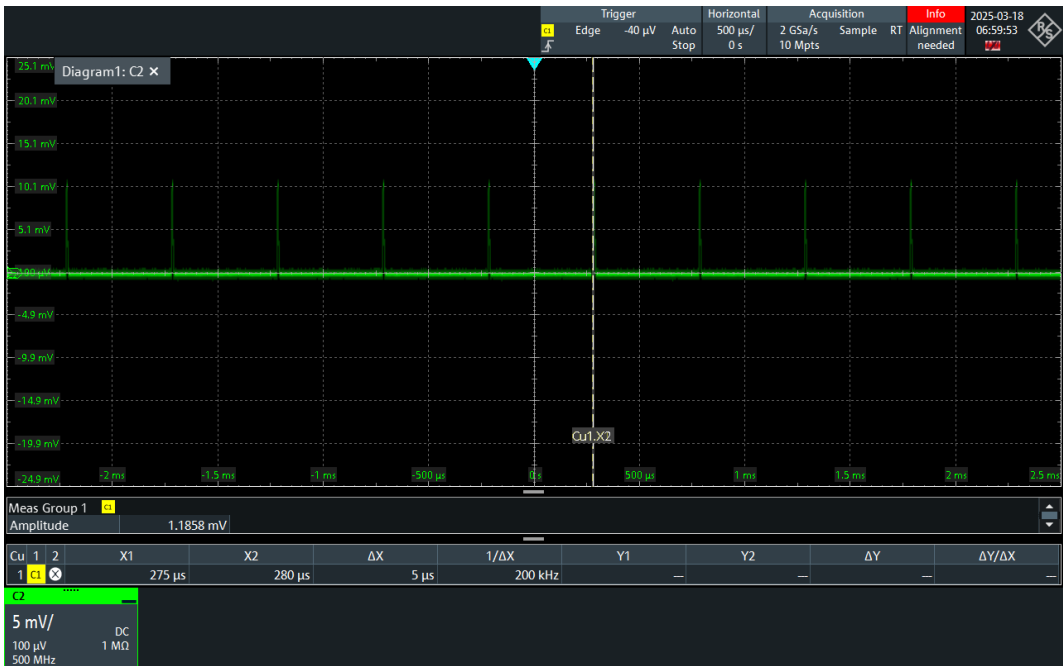 Trigger Horizontal Acquisition Info 2025-03-18
C1 Edge -40 µV Auto 500 µs/ 2 GSa/s Sample RT Alignment 06:59:53
Stop 0 s 10 Mpts needed
R&S
25.1 mV Diagram1: C2 ×
20.1 mV
15.1 mV
10.1 mV
5.1 mV
-4.9 mV
-9.9 mV
-14.9 mV
Cu1.X2
-19.9 mV
-24.9 mV -2 ms -1.5 ms -1 ms -500 µs 0 s 500 µs 1 ms 1.5 ms 2 ms 2.5 ms
Meas Group 1 C1
Amplitude 1.1858 mV
Cu 1 2 X1 X2 ΔX 1/ΔX Y1 Y2 ΔY ΔY/ΔX
1 C1 X 275 µs 280 µs 5 µs 200 kHz --- --- --- ---
C2
5 mV/ DC
100 µV 1 MΩ
500 MHz